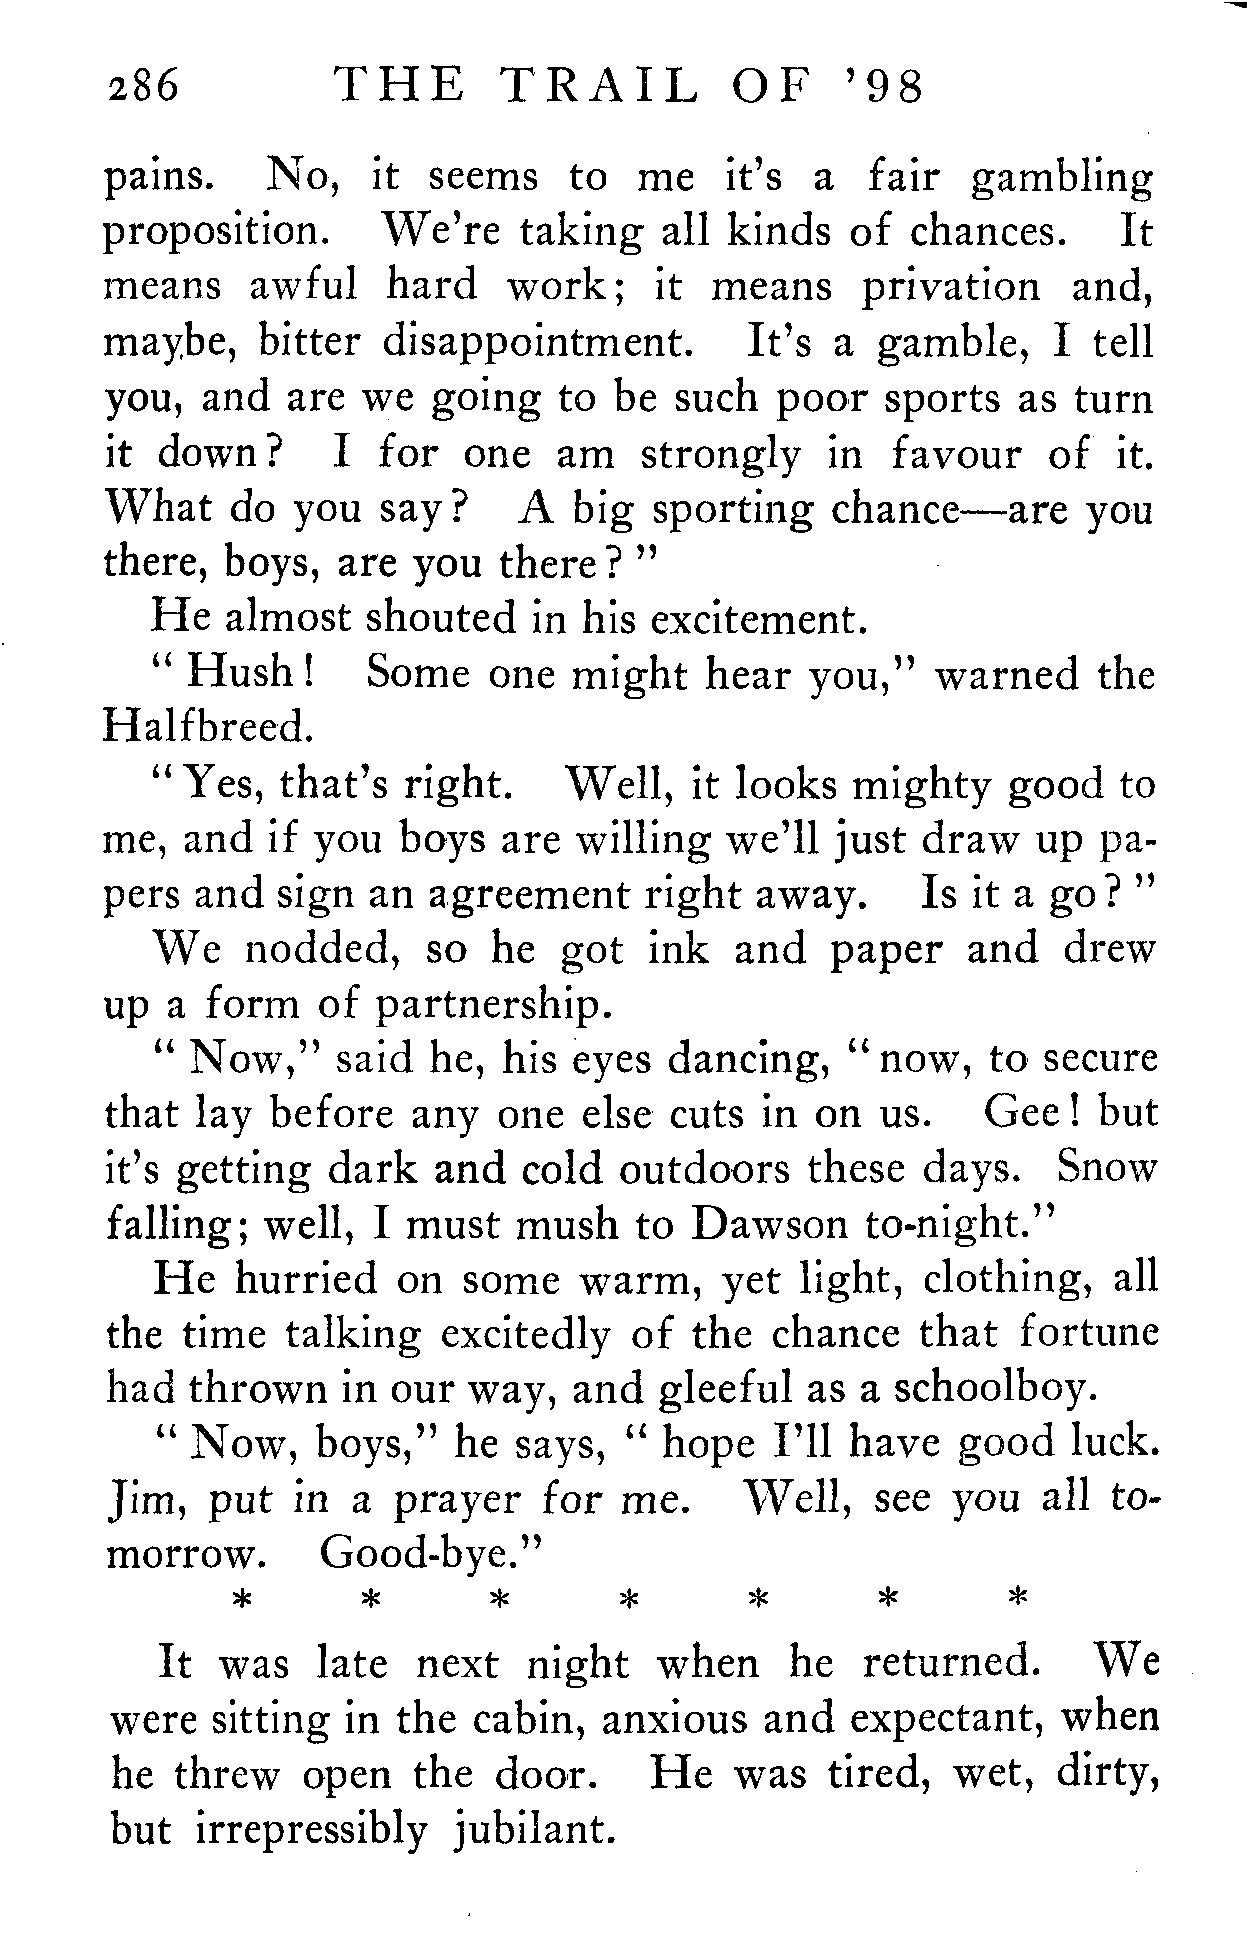 286 THE TRAIL OF '98
pains. No, it seems to me it's a fair gambling
proposition. We're taking all kinds of chances. It
means awful hard work; it means privation and,
maybe, bitter disappointment. It's a gamble, I tell
you, and are we going to be such poor sports as turn
it down? I for one am strongly in favour of it.
What do you say? A big sporting chance—are you
there, boys, are you there?"
He almost shouted in his excitement.
"Hush! Some one might hear you," warned the
Halfbreed.
"Yes, that's right. Well, it looks mighty good to
me, and if you boys are willing we'll just draw up pa-
pers and sign an agreement right away. Is it a go?"
We nodded, so he got ink and paper and drew
up a form of partnership.
"Now," said he, his eyes dancing, "now, to secure
that lay before any one else cuts in on us. Gee! but
it's getting dark and cold outdoors these days. Snow
falling; well, I must mush to Dawson to-night."
He hurried on some warm, yet light, clothing, all
the time talking excitedly of the chance that fortune
had thrown in our way, and gleeful as a schoolboy.
"Now, boys," he says, "hope I'll have good luck.
Jim, put in a prayer for me. Well, see you all to-
morrow. Good-bye."
* * * * * * *
It was late next night when he returned. We
were sitting in the cabin, anxious and expectant, when
he threw open the door. He was tired, wet, dirty,
but irrepressibly jubilant.